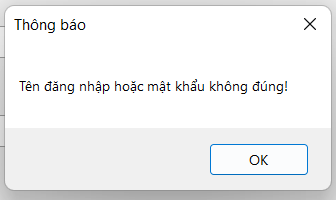 Thông báo
Tên đăng nhập hoặc mật khẩu không đúng!
OK